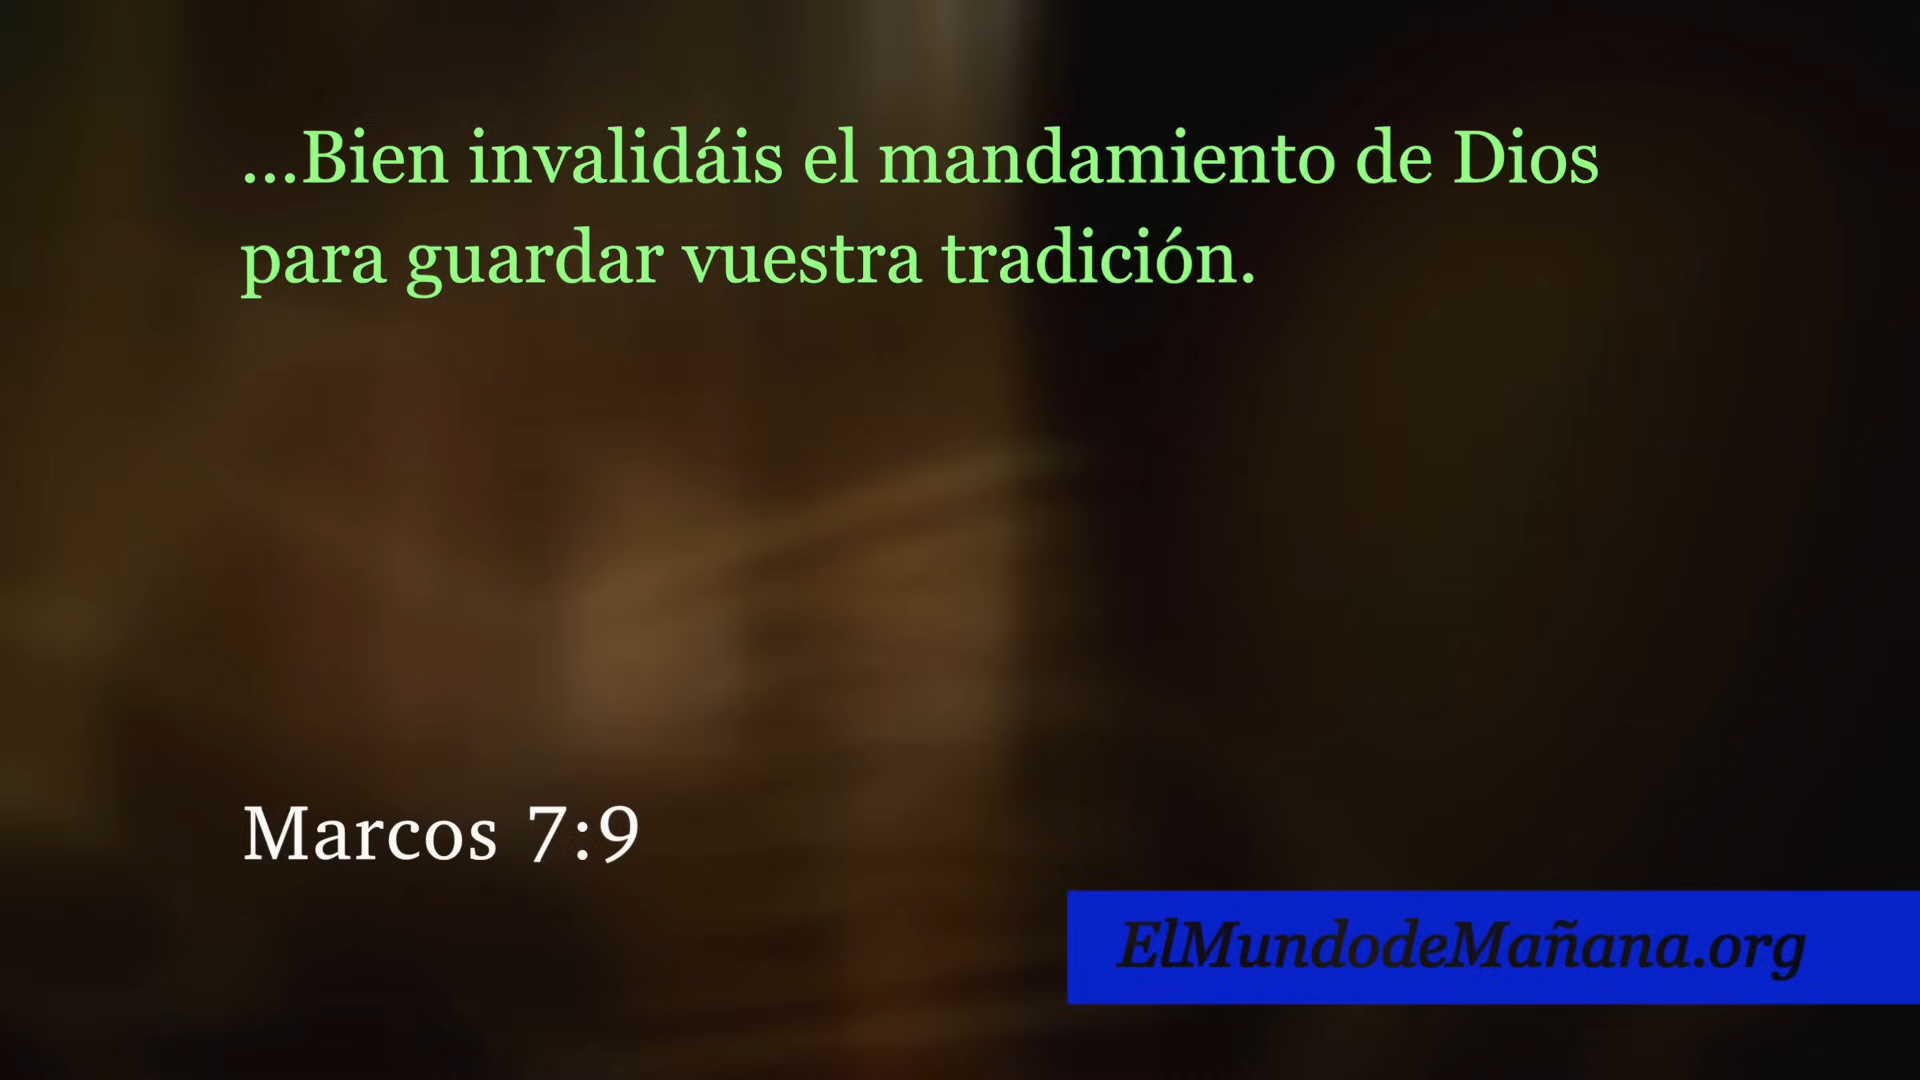 ...Bien invalidáis el mandamiento de Dios
para guardar vuestra tradición.
Marcos 7:9
ElMundodeMañana.org